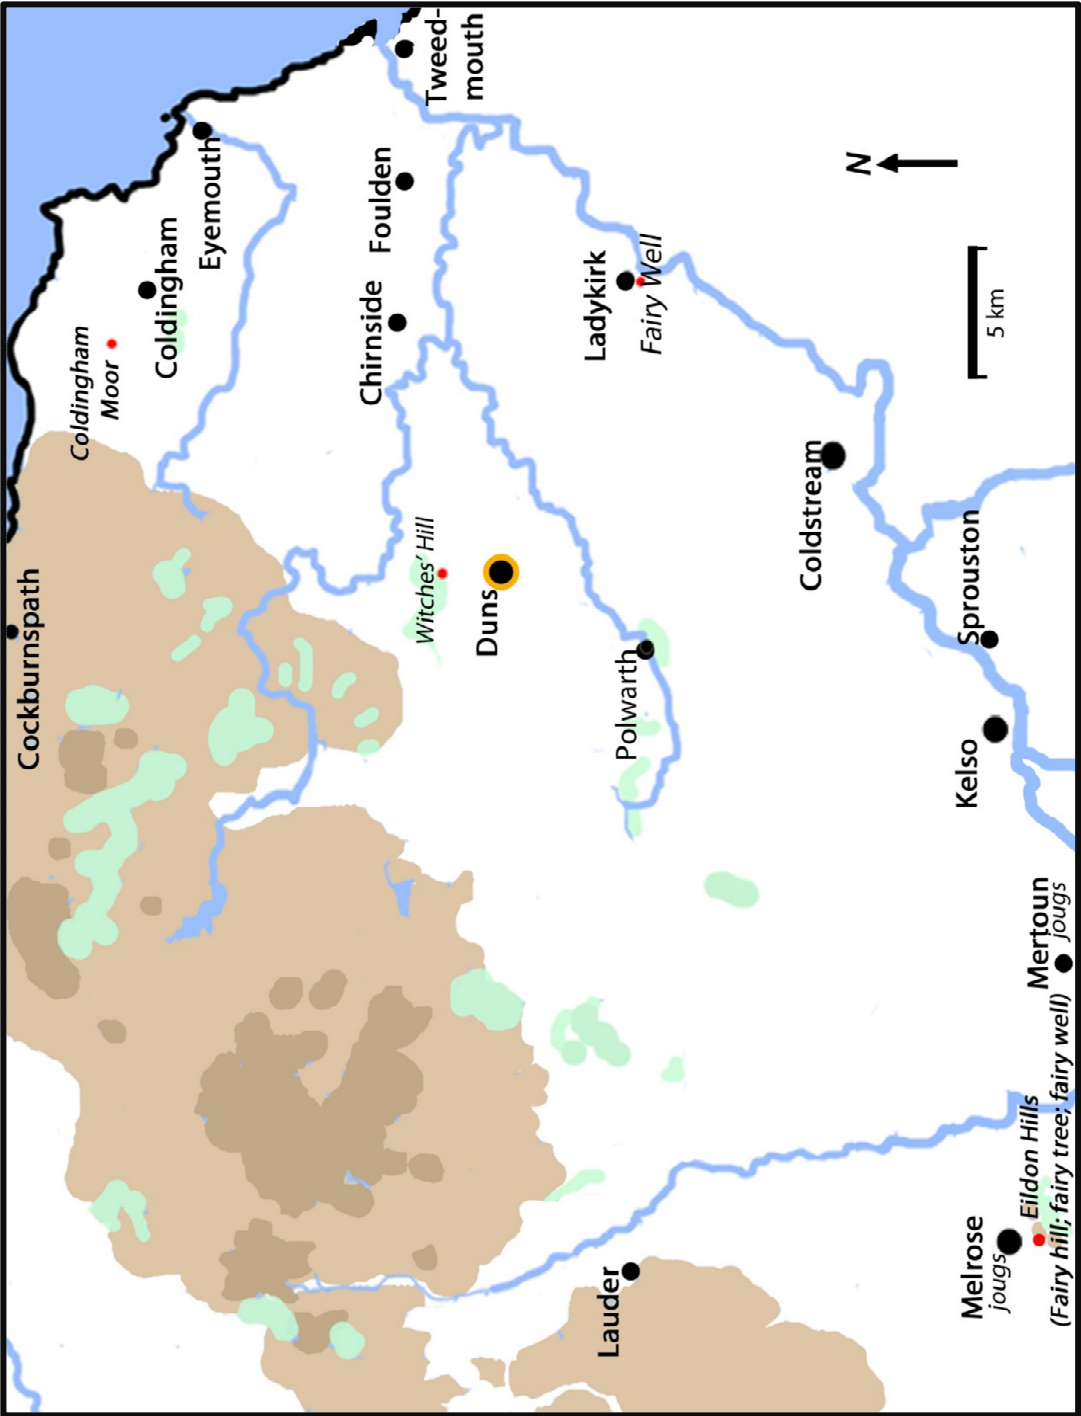 Cockburnspath
Coldingham
Moor
Coldingham
Eyemouth
Tweed-
mouth
Foulden
Chirnside
Witches' Hill
Duns
Ladykirk
Fairy Well
N
5 km
Polwarth
Coldstream
Sprouston
Kelso
Lauder
Mertoun
jougs
Melrose
jougs
Eildon Hills
(Fairy hill; fairy tree; fairy well)